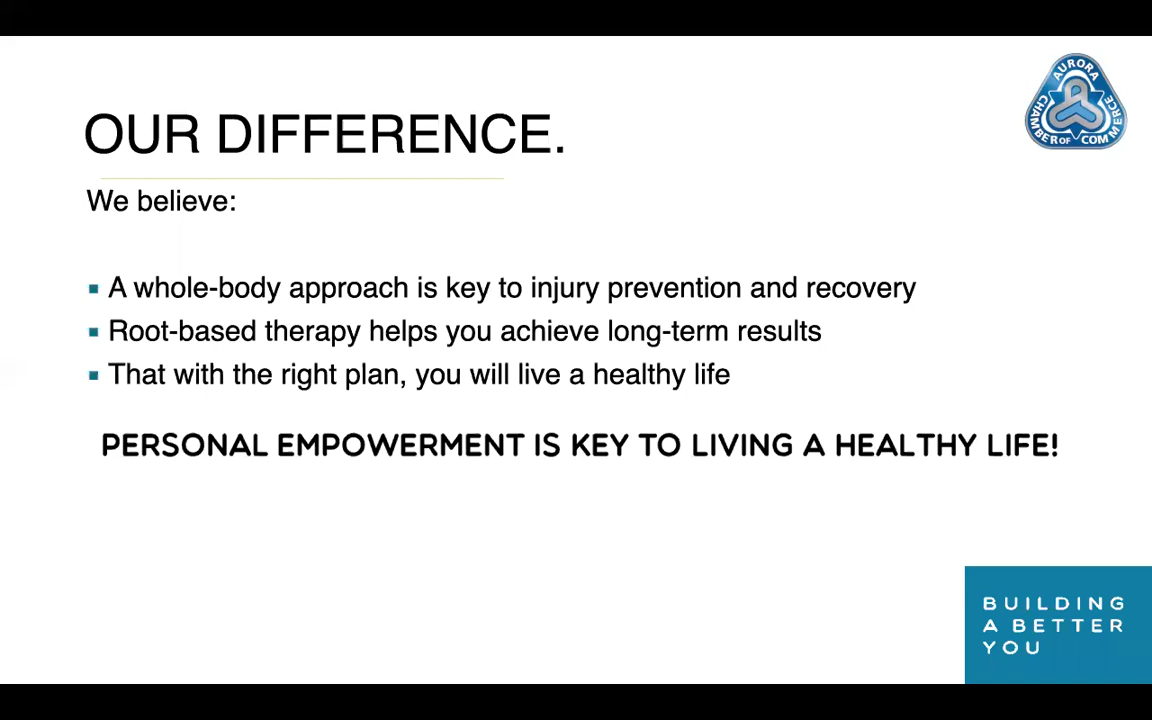 AURORA
CHAMBER OF COMMERCE
OUR DIFFERENCE.
We believe:
A whole-body approach is key to injury prevention and recovery
Root-based therapy helps you achieve long-term results
That with the right plan, you will live a healthy life
PERSONAL EMPOWERMENT IS KEY TO LIVING A HEALTHY LIFE!
BUILDING
A BETTER
YOU